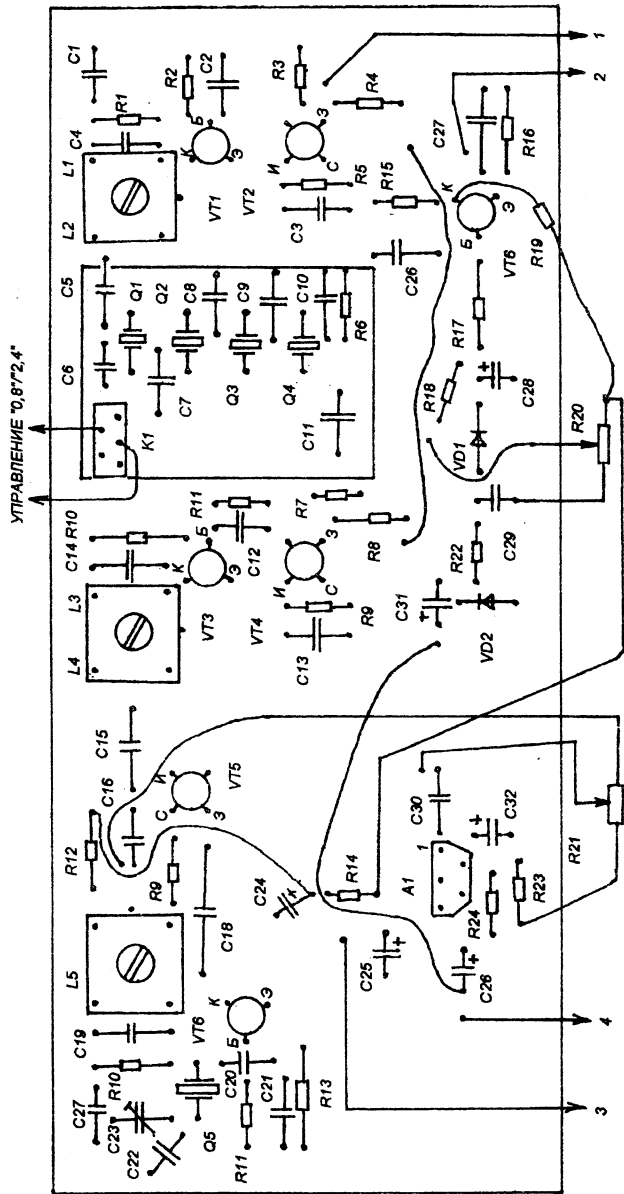 УПРАВЛЕНИЕ "0,8"/"2,4"
C1
R1
C4
L1
L2
R2
C2
К
Б
Э
VT1
R3
1
2
VT2
И
З
С
R4
R5
C3
R15
C26
C27
R16
К
Б
Э
VT6
R19
C5
C6
Q1
Q2
C8
C7
C9
Q3
C10
Q4
R6
C11
К1
R17
R18
C28
VD1
R20
R10
C14
L3
L4
R11
К
Б
Э
C12
VT3
R7
VT4
И
З
С
R8
R9
C13
C31
R22
C29
VD2
C15
C16
И
С
З
VT5
R12
R9
C18
L5
C24
R14
C30
A1
1
C32
R24
R23
R21
C25
C26
C19
VT6
К
Б
Э
R10
C27
C23
C22
Q5
C20
R11
C21
R13
3
4